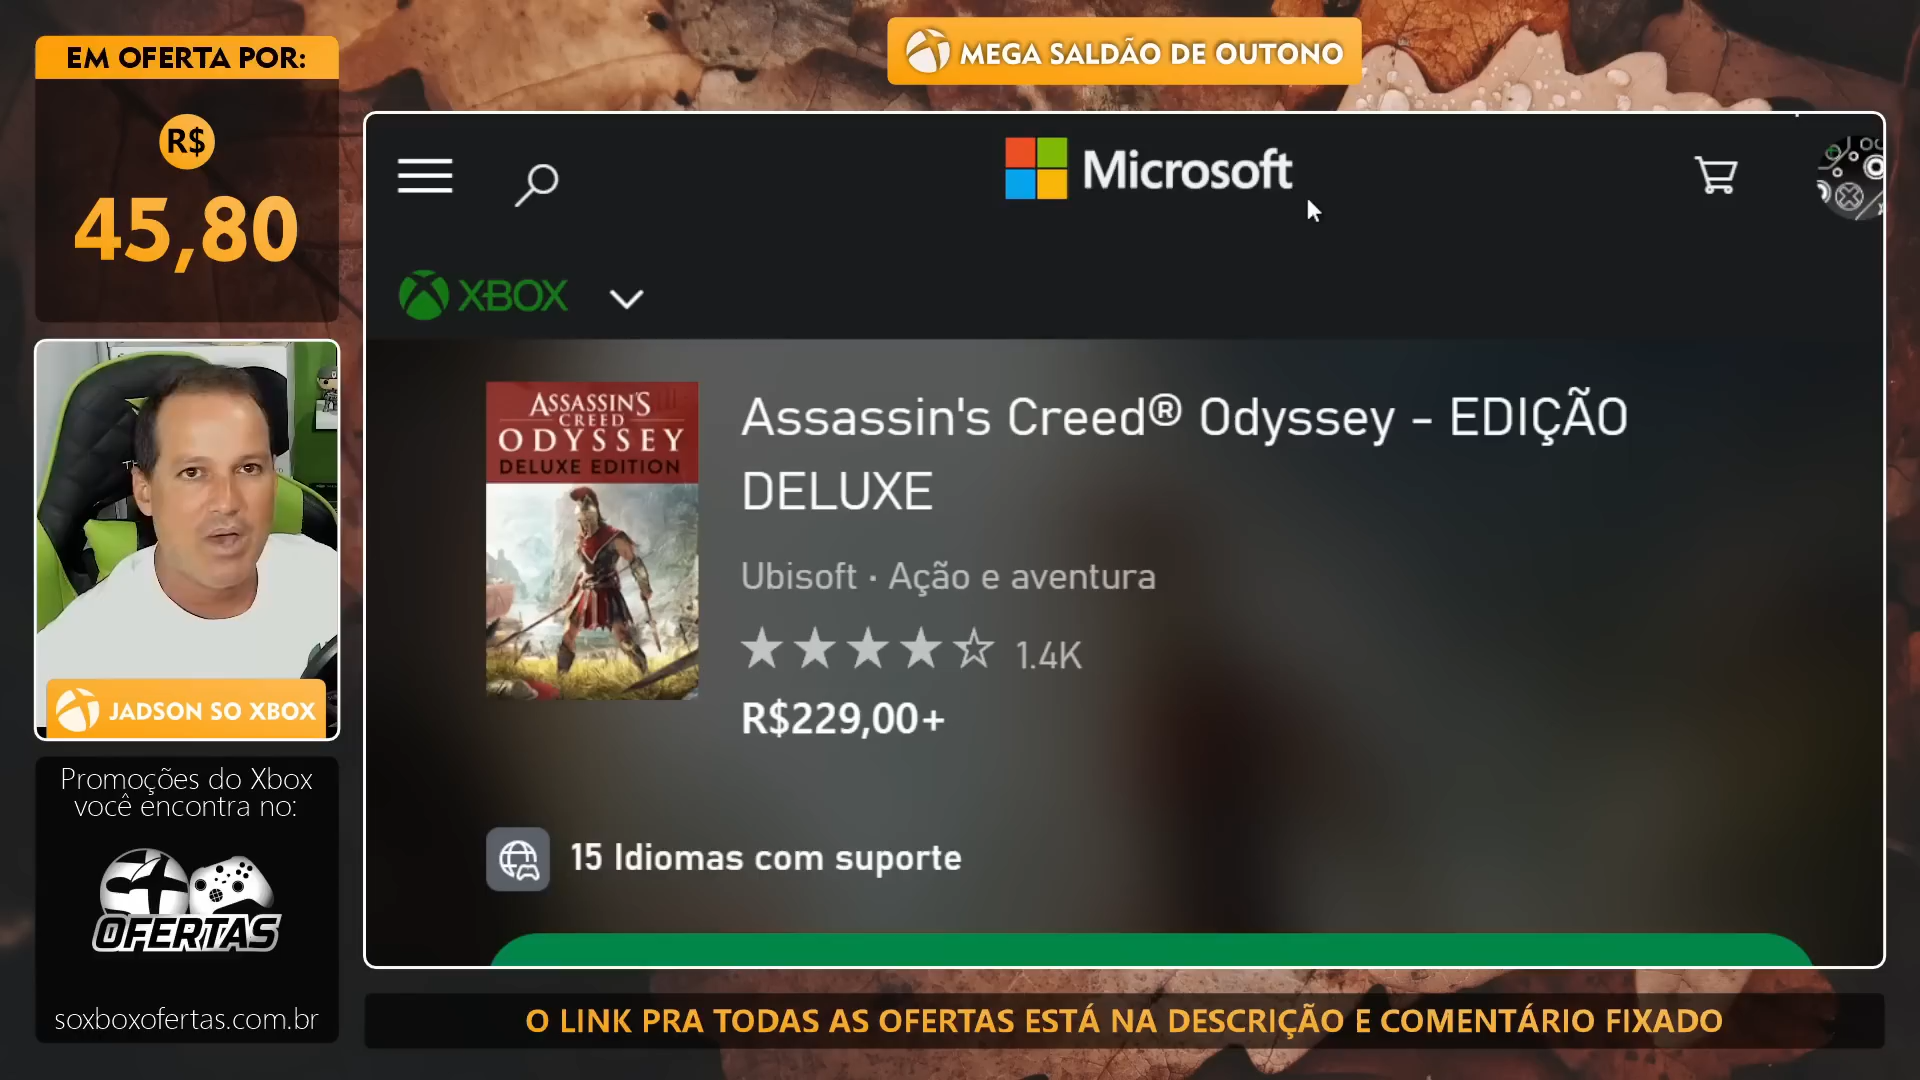 EM OFERTA POR:
R$
45,80
MEGA SALDÃO DE OUTONO
Microsoft
XBOX
ASSASSIN'S
CREED
ODYSSEY
DELUXE EDITION
Assassin's Creed® Odyssey - EDIÇÃO
DELUXE
Ubisoft · Ação e aventura
1.4K
R$229,00+
15 Idiomas com suporte
JADSON SO XBOX
Promoções do Xbox
você encontra no:
OFERTAS
soxboxofertas.com.br
O LINK PRA TODAS AS OFERTAS ESTÁ NA DESCRIÇÃO E COMENTÁRIO FIXADO